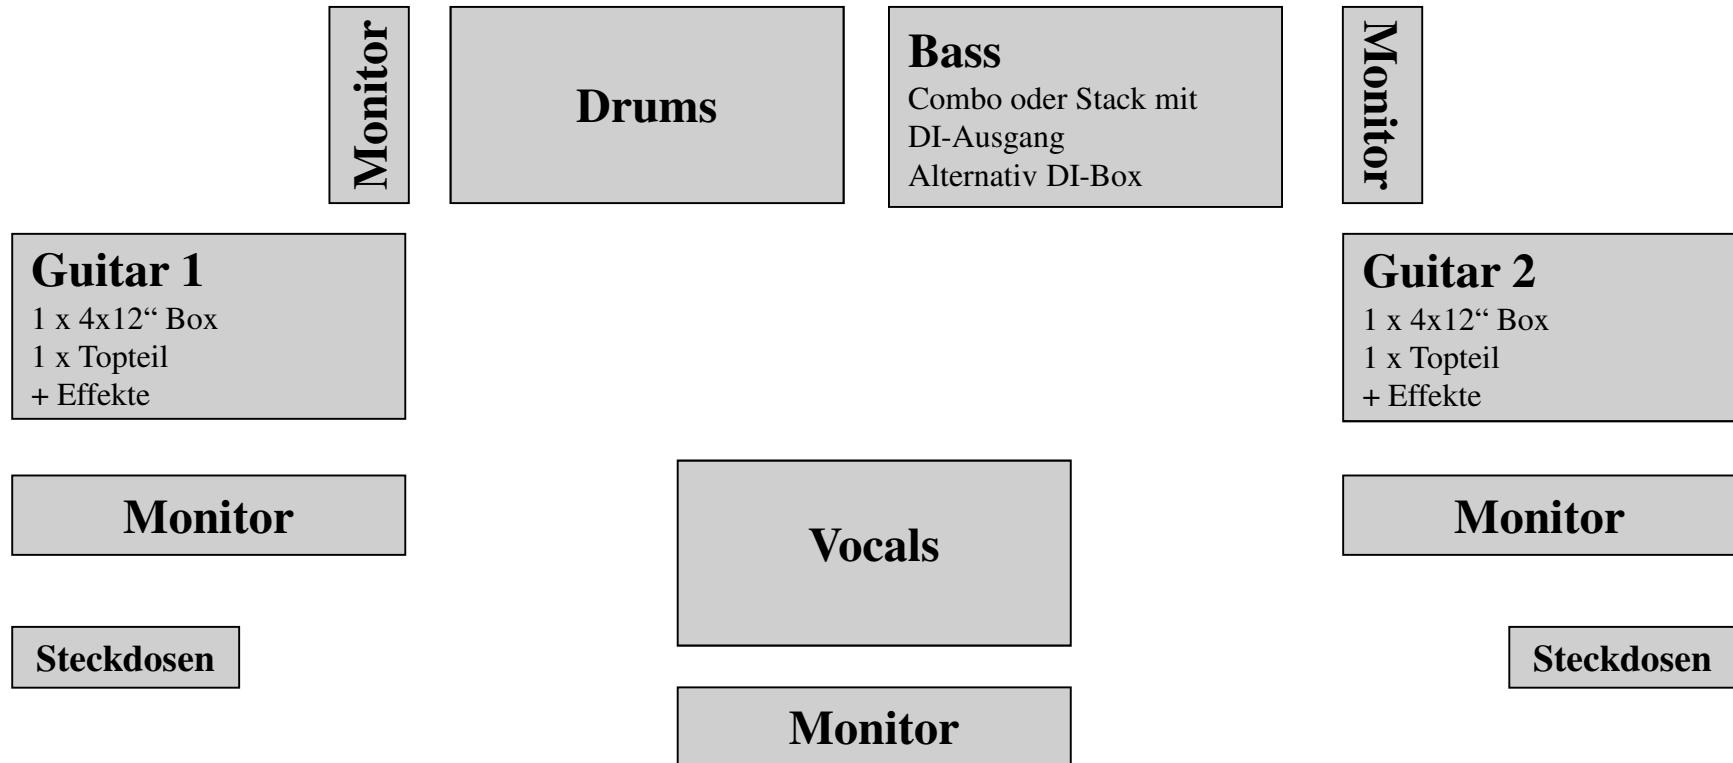 Monitor
Drums
Bass
Combo oder Stack mit
DI-Ausgang
Alternativ DI-Box
Monitor
Guitar 1
1 x 4x12“ Box
1 x Topteil
+ Effekte
Guitar 2
1 x 4x12“ Box
1 x Topteil
+ Effekte
Monitor
Vocals
Monitor
Steckdosen
Steckdosen
Monitor